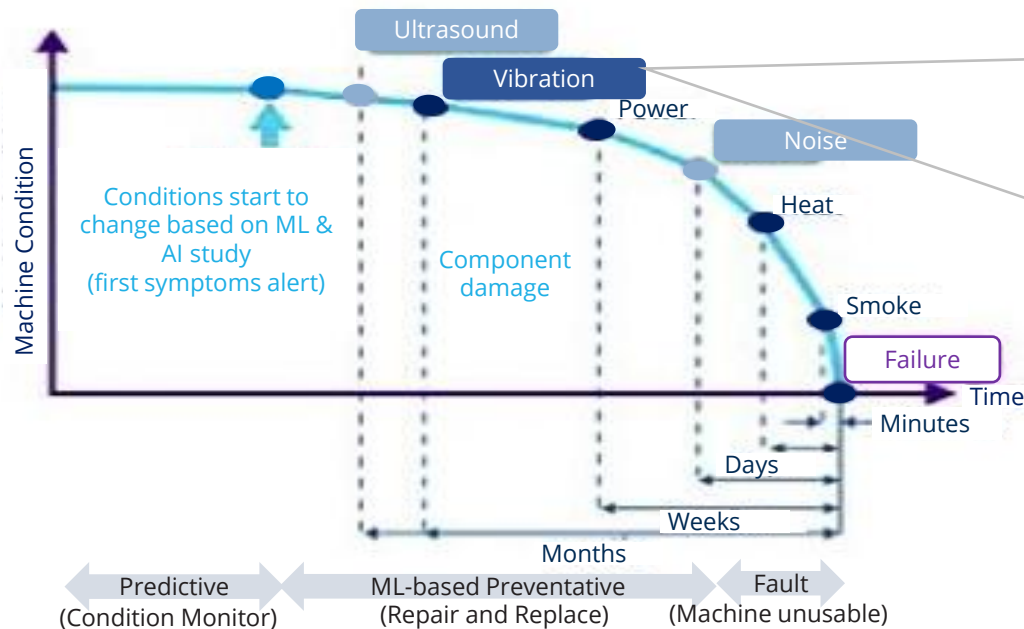 Ultrasound
Vibration
Power
Noise
Conditions start to
change based on ML &
AI study
(first symptoms alert)
Component
damage
Heat
Smoke
Failure
Machine Condition
Time
Minutes
Days
Weeks
Months
Predictive
(Condition Monitor)
ML-based Preventative
(Repair and Replace)
Fault
(Machine unusable)